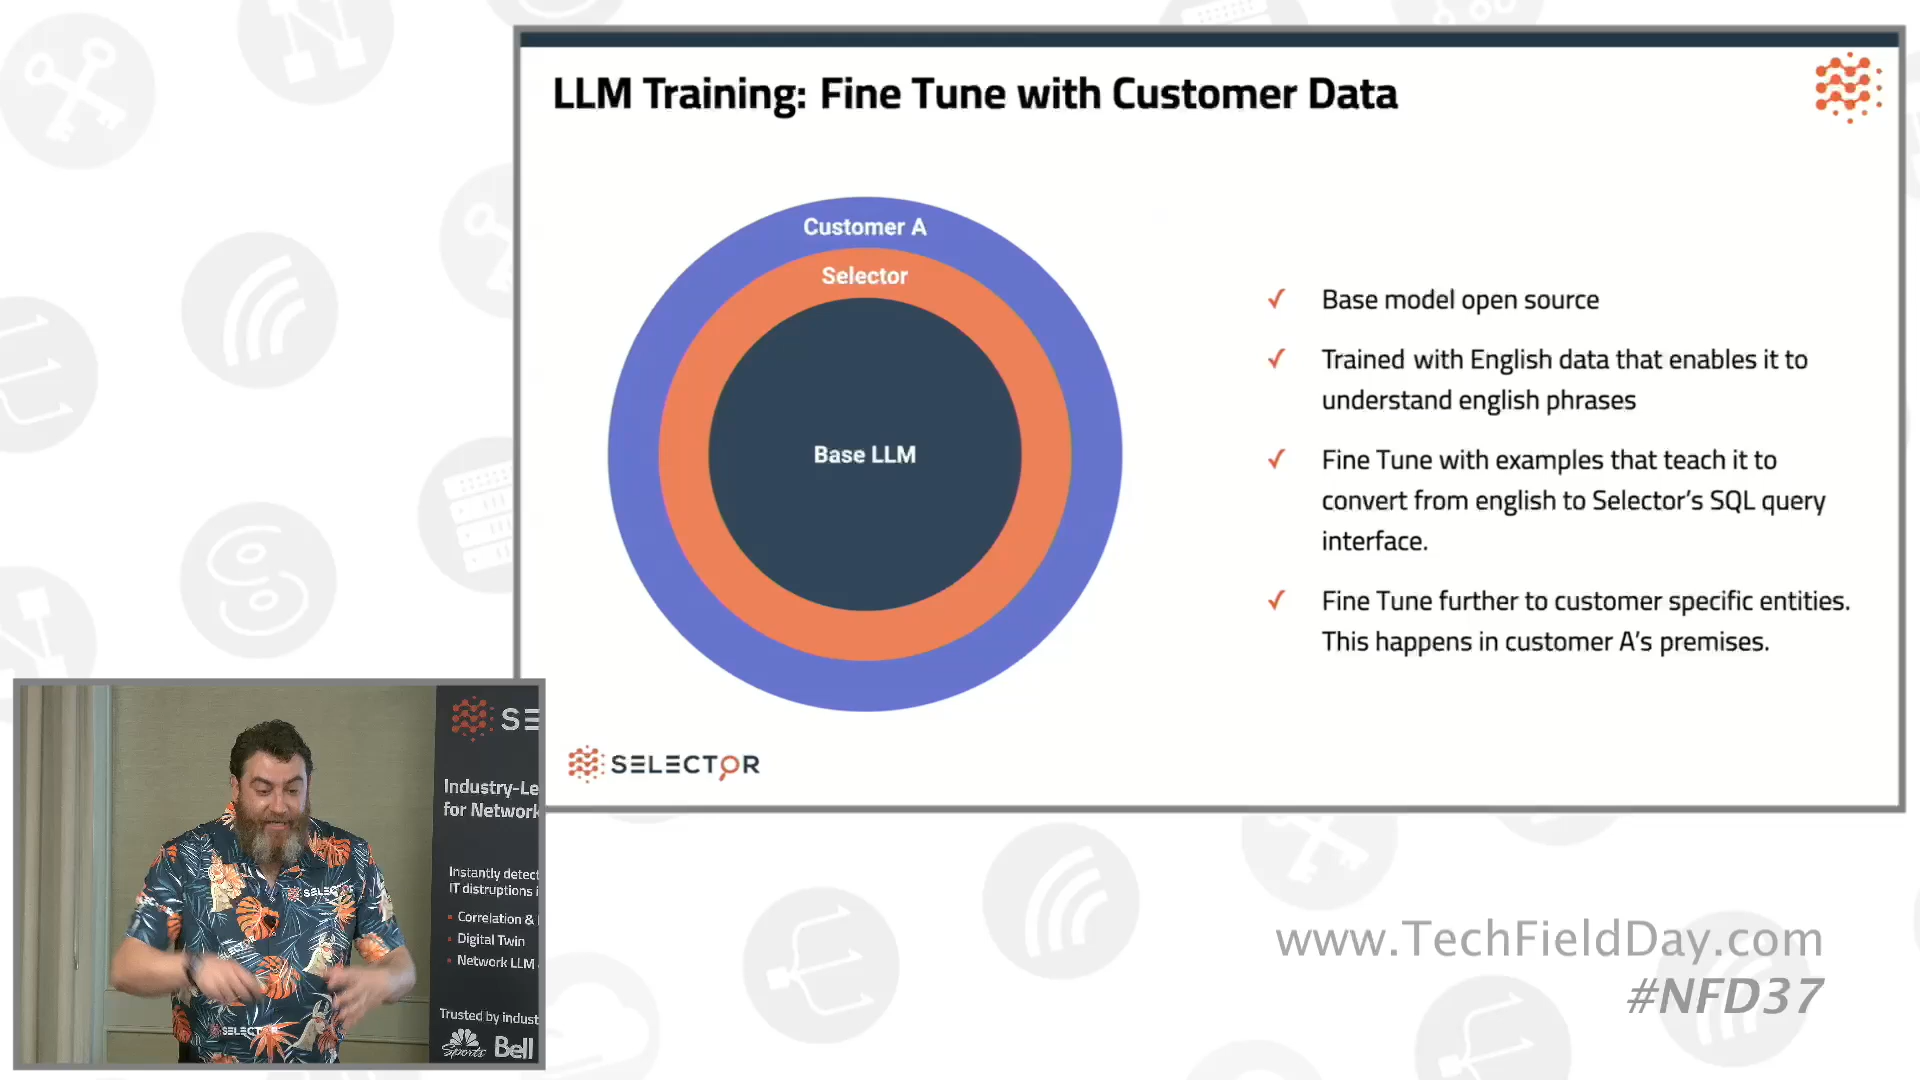 LLM Training: Fine Tune with Customer Data
Customer A
Selector
Base LLM
✓ Base model open source
✓ Trained with English data that enables it to
understand english phrases
✓ Fine Tune with examples that teach it to
convert from english to Selector's SQL query
interface.
✓ Fine Tune further to customer specific entities.
This happens in customer A's premises.
SELECTOR
SE
Industry-Le
for Network
Instantly detect
IT distruptions i
• Correlation &
• Digital Twin
• Network LLM
Trusted by indust
Sports Bell
SELECTOR
SELECTOR
www.TechFieldDay.com
#NFD37